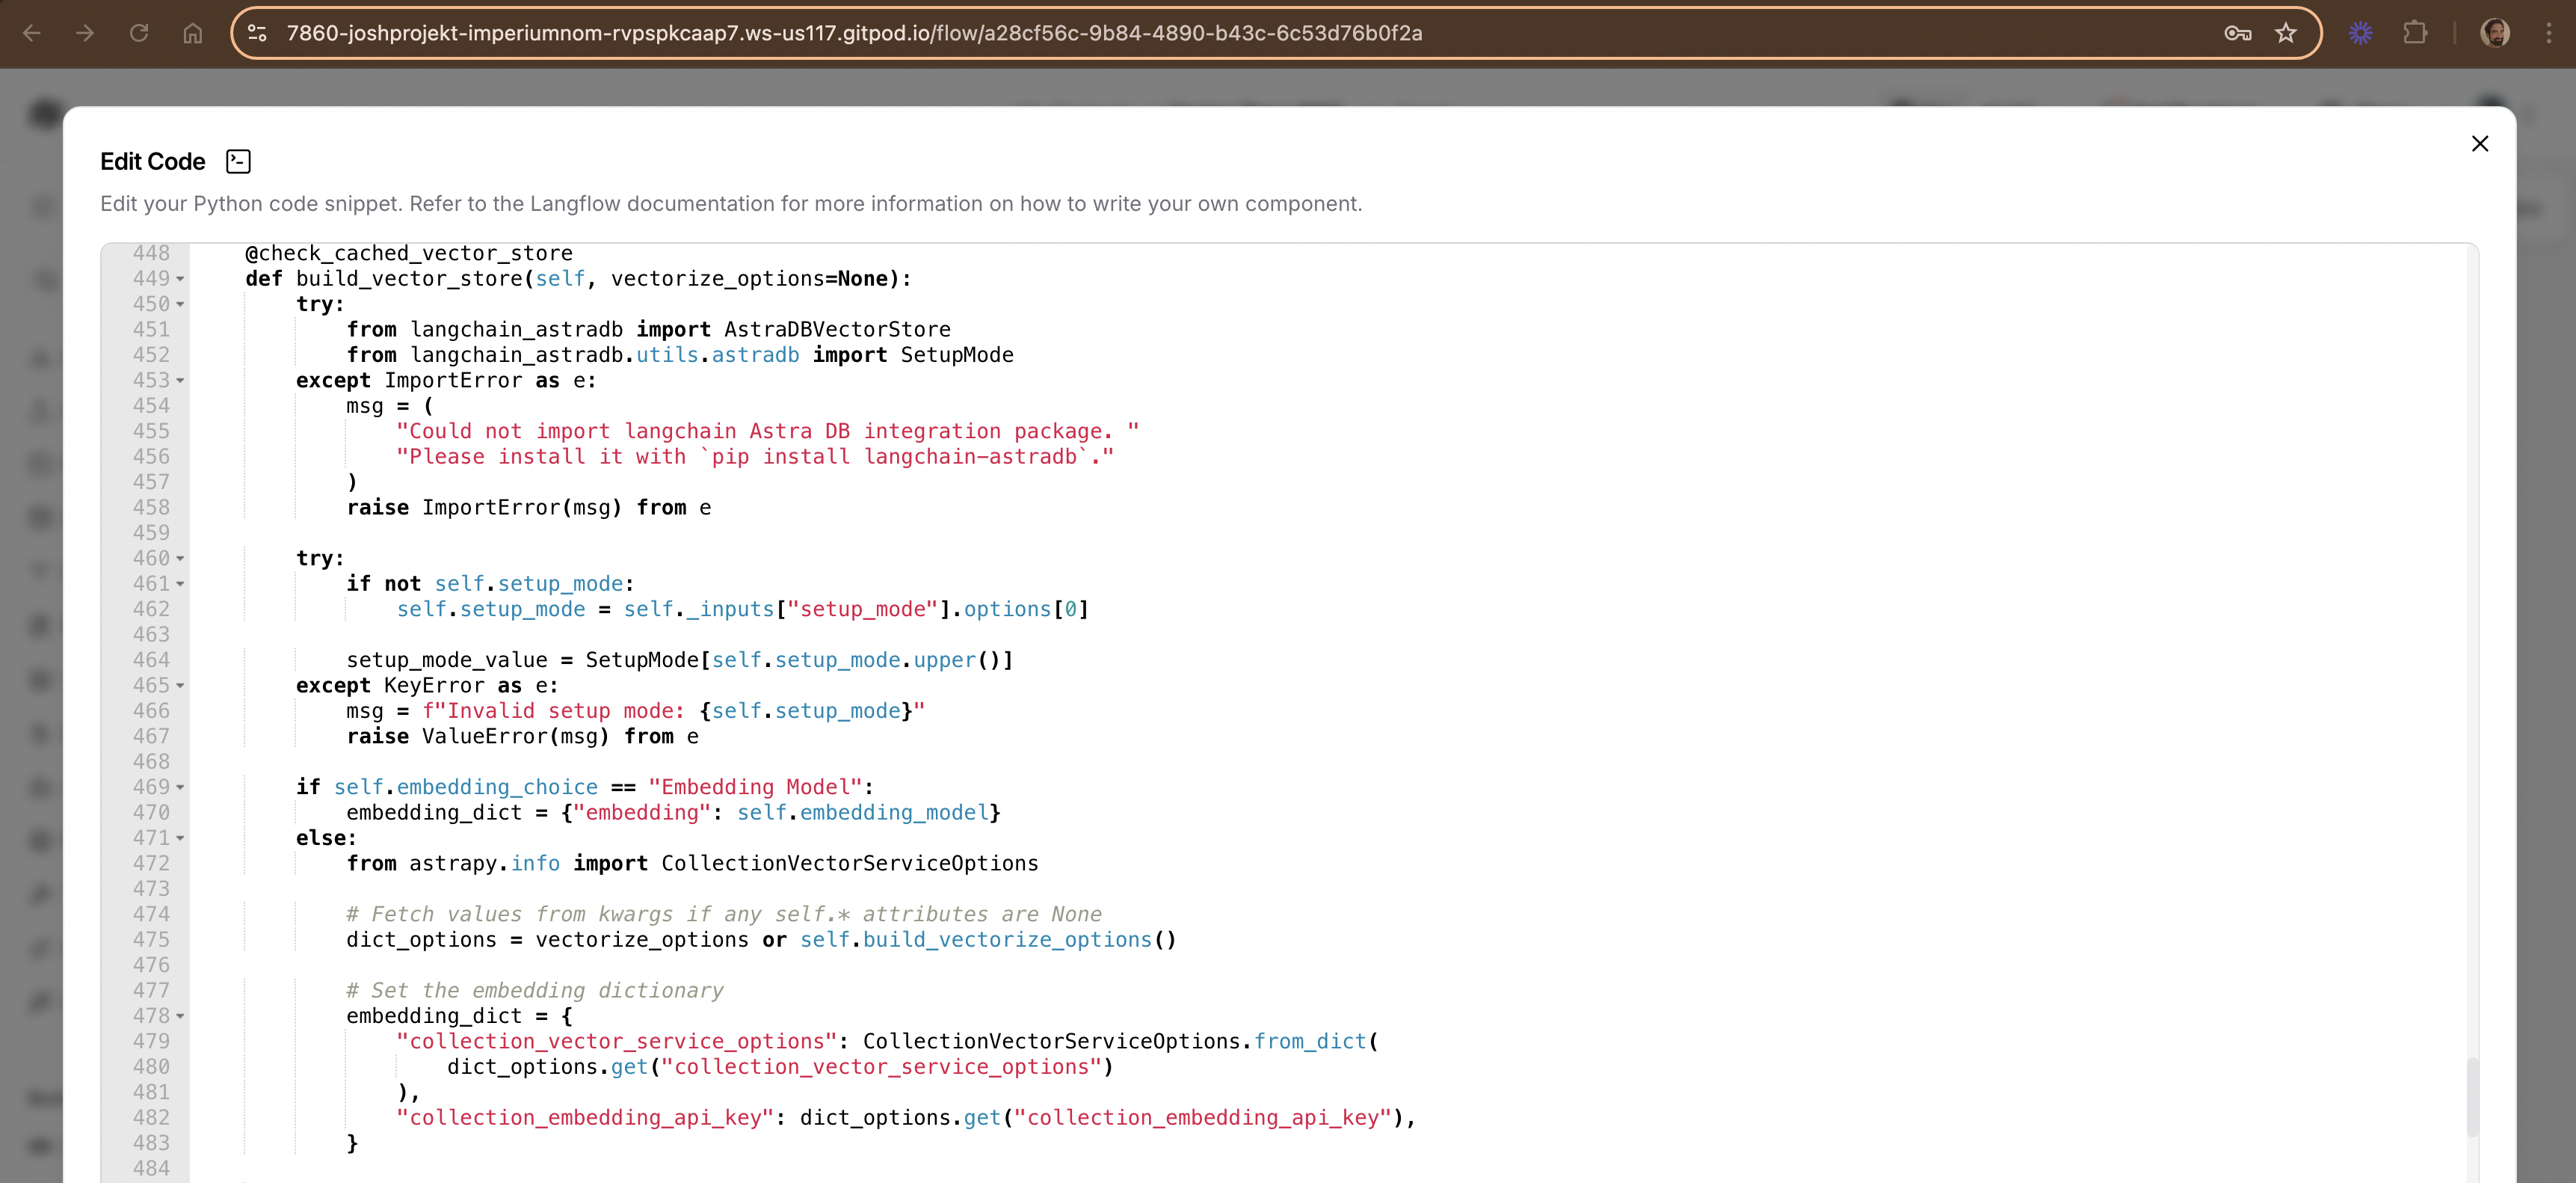 7860-joshprojekt-imperiumnom-rvpspkcaap7.ws-us117.gitpod.io/flow/a28cf56c-9b84-4890-b43c-6c53d76b0f2a
Edit Code
Edit your Python code snippet. Refer to the Langflow documentation for more information on how to write your own component.
448     @check_cached_vector_store
449     def build_vector_store(self, vectorize_options=None):
450         try:
451             from langchain_astradb import AstraDBVectorStore
452             from langchain_astradb.utils.astradb import SetupMode
453         except ImportError as e:
454             msg = (
455                 "Could not import langchain Astra DB integration package. "
456                 "Please install it with `pip install langchain-astradb`."
457             )
458             raise ImportError(msg) from e
459
460         try:
461             if not self.setup_mode:
462                 self.setup_mode = self._inputs["setup_mode"].options[0]
463
464             setup_mode_value = SetupMode[self.setup_mode.upper()]
465         except KeyError as e:
466             msg = f"Invalid setup mode: {self.setup_mode}"
467             raise ValueError(msg) from e
468
469         if self.embedding_choice == "Embedding Model":
470             embedding_dict = {"embedding": self.embedding_model}
471         else:
472             from astrapy.info import CollectionVectorServiceOptions
473
474             # Fetch values from kwargs if any self.* attributes are None
475             dict_options = vectorize_options or self.build_vectorize_options()
476
477             # Set the embedding dictionary
478             embedding_dict = {
479                 "collection_vector_service_options": CollectionVectorServiceOptions.from_dict(
480                     dict_options.get("collection_vector_service_options")
481                 ),
482                 "collection_embedding_api_key": dict_options.get("collection_embedding_api_key"),
483             }
484